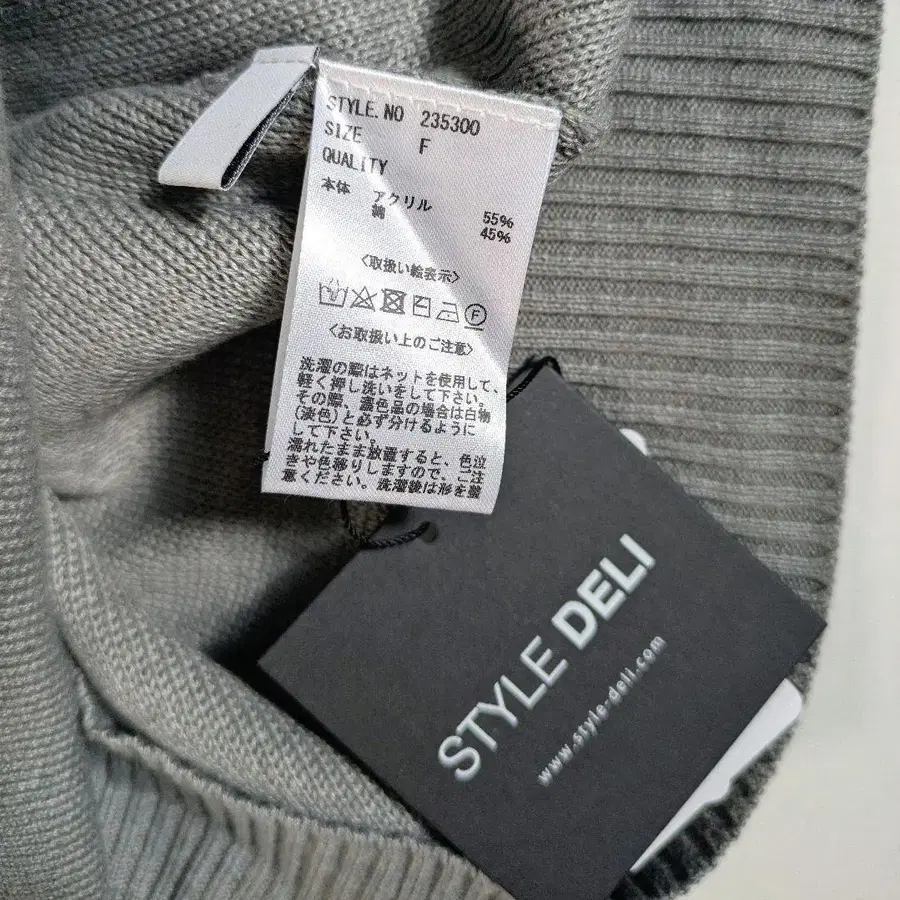 STYLE.NO 235300
SIZE F
QUALITY
本体 アクリル 55%
綿 45%
〈取扱い絵表示〉
F
〈お取扱い上のご注意〉
洗濯の際はネットを使用して、
軽く押し洗いをして下さい。
その際、濃色品の場合は白物
(淡色)と必ず分けるように
して下さい。
濡れたまま放置すると、色泣
きや色移りしますので、ご注
意ください。洗濯後は形を整
STYLE DELI
www.style-deli.com